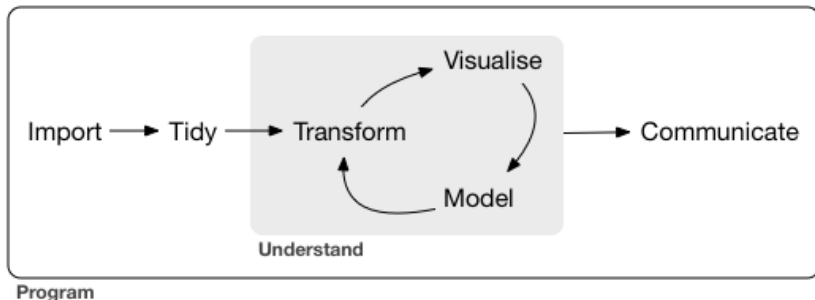 Visualise
Import Tidy Transform Communicate
Model
Understand
Program